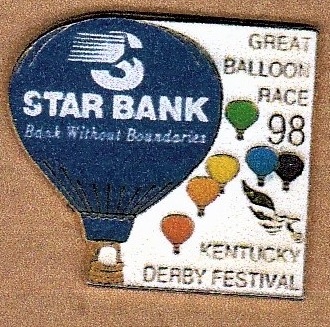 STAR BANK
Bank Without Boundaries
GREAT
BALLOON
RACE
98
KENTUCKY
DERBY FESTIVAL